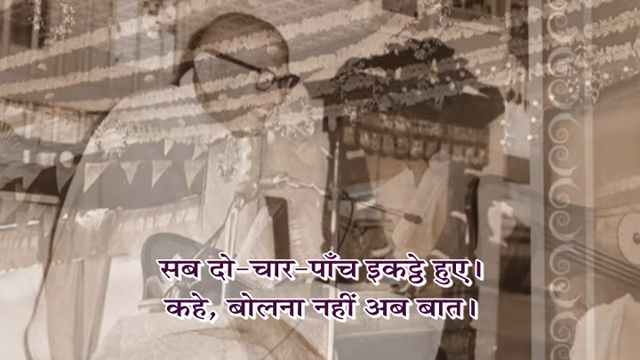 सब दो-चार-पाँच इकट्ठे हुए।
कहे, बोलना नहीं अब बात।